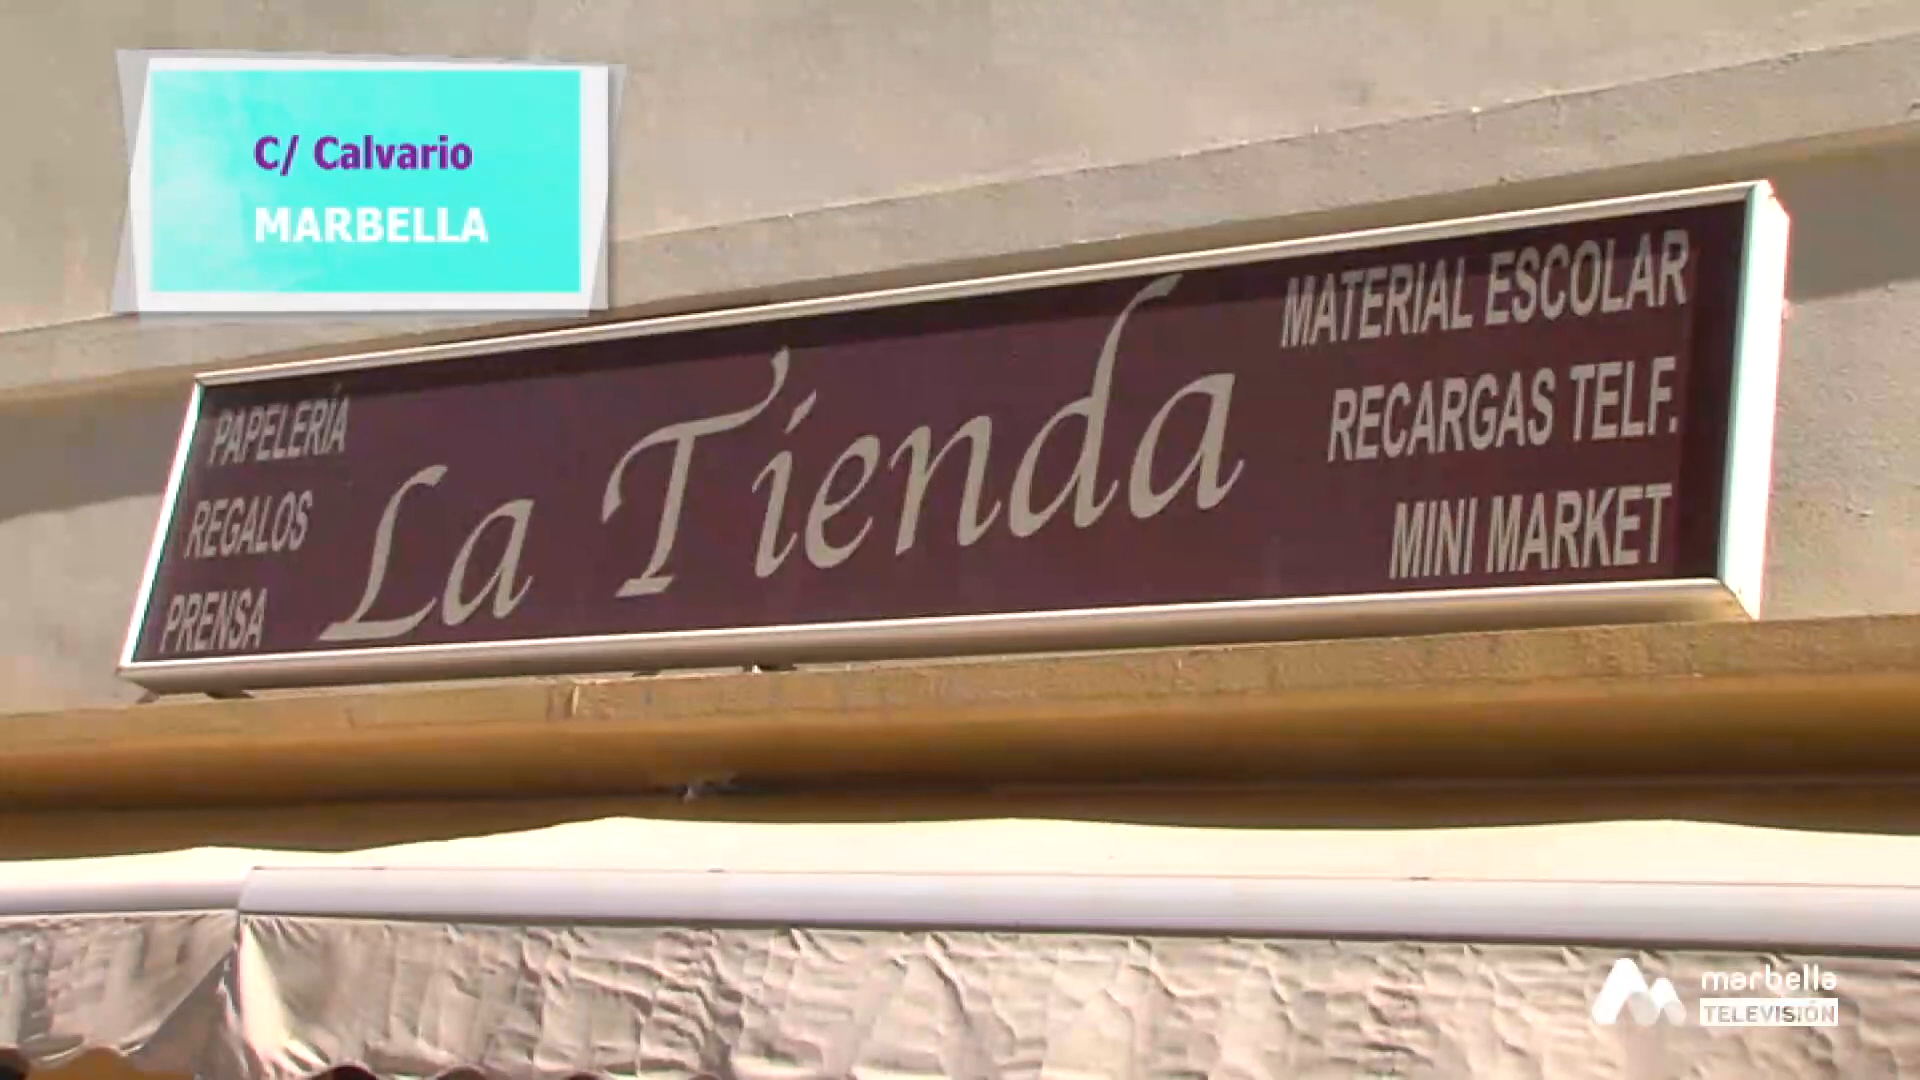 C/ Calvario
MARBELLA
PAPELERÍA
REGALOS
PRENSA
La Tienda
MATERIAL ESCOLAR
RECARGAS TELF.
MINI MARKET
marbella
TELEVISIÓN